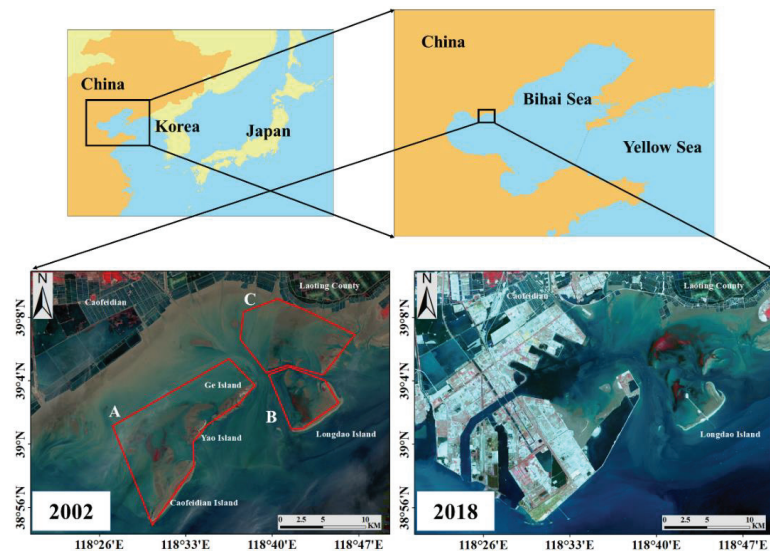 China
Korea
Japan
China
Bihai Sea
Yellow Sea
N
Caofeidian
Laoting County
C
Ge Island
A
B
Yao Island
Longdao Island
Caofeidian Island
2002
0 2.5 5 10
KM
39°8'N
39°4'N
39°0'N
38°56'N
118°26'E
118°33'E
118°40'E
118°47'E
N
Caofeidian
Laoting County
Longdao Island
2018
0 2.5 5 10
KM
39°8'N
39°4'N
39°0'N
38°56'N
118°26'E
118°33'E
118°40'E
118°47'E